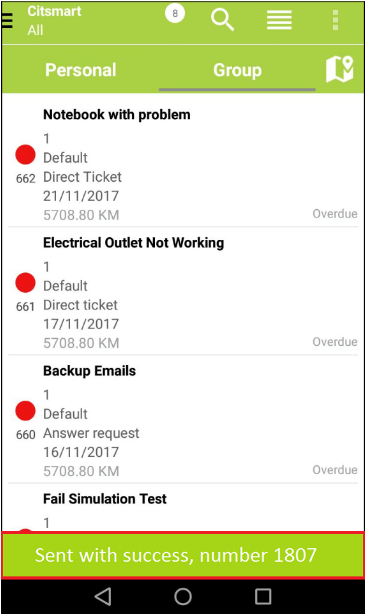 Citsmart
All
8
Personal
Group
Notebook with problem
1
Default
662 Direct Ticket
21/11/2017
5708.80 KM
Overdue
Electrical Outlet Not Working
1
Default
661 Direct ticket
17/11/2017
5708.80 KM
Overdue
Backup Emails
1
Default
660 Answer request
16/11/2017
5708.80 KM
Overdue
Fail Simulation Test
1
Sent with success, number 1807